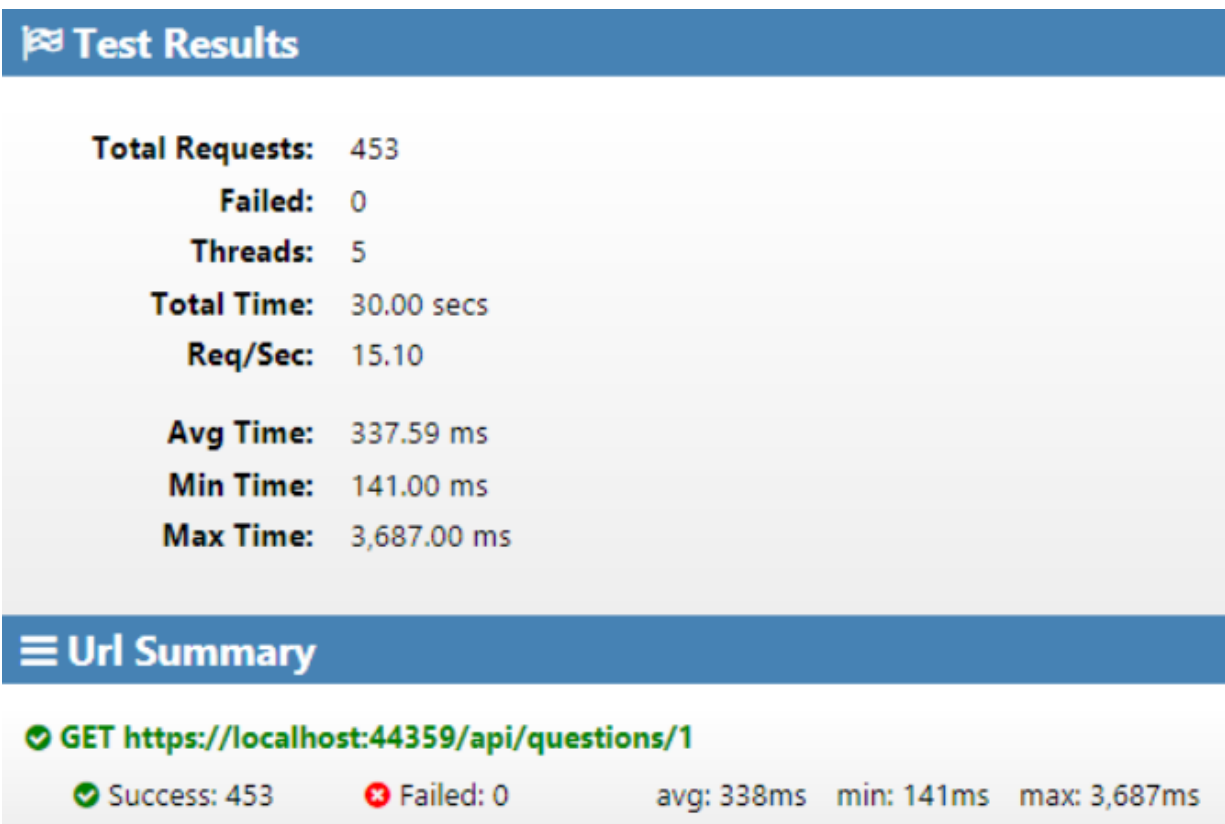 Test Results
Total Requests: 453
Failed: 0
Threads: 5
Total Time: 30.00 secs
Req/Sec: 15.10
Avg Time: 337.59 ms
Min Time: 141.00 ms
Max Time: 3,687.00 ms
Url Summary
GET https://localhost:44359/api/questions/1
Success: 453 Failed: 0 avg: 338ms min: 141ms max: 3,687ms